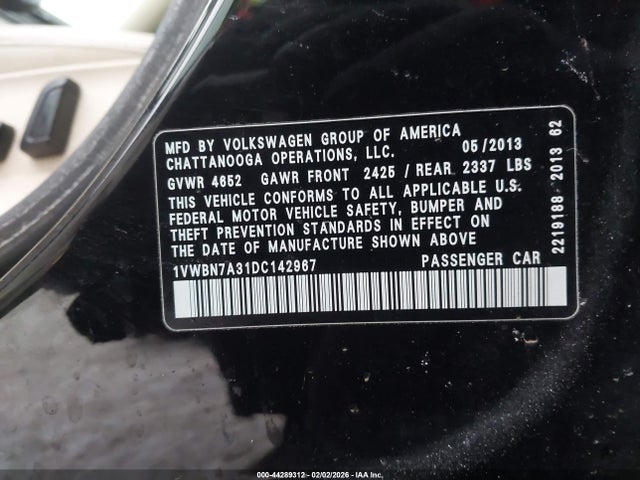 MFD BY VOLKSWAGEN GROUP OF AMERICA
CHATTANOOGA OPERATIONS, LLC. 05/2013
GVWR 4652 GAWR FRONT 2425 / REAR 2337 LBS
THIS VEHICLE CONFORMS TO ALL APPLICABLE U.S.
FEDERAL MOTOR VEHICLE SAFETY, BUMPER AND
THEFT PREVENTION STANDARDS IN EFFECT ON
THE DATE OF MANUFACTURE SHOWN ABOVE
1VWBN7A31DC142967 PASSENGER CAR
2219188 2013 62
000-44289312 - 02/02/2026 - IAA Inc.